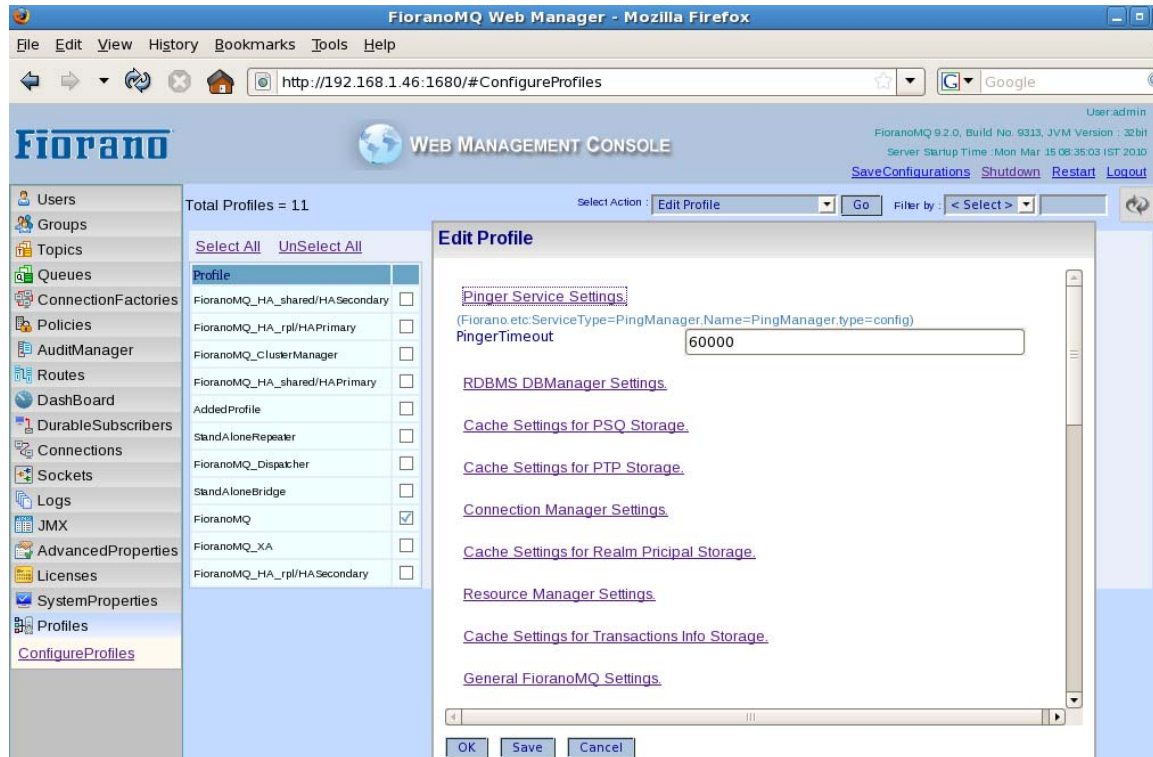 FioranoMQ Web Manager - Mozilla Firefox
File Edit View History Bookmarks Tools Help
http://192.168.1.46:1680/#ConfigureProfiles
G Google
User:admin
Fiorano
WEB MANAGEMENT CONSOLE
FioranoMQ 9.2.0, Build No. 9313, JVM Version : 32bit
Server Startup Time :Mon Mar 15 08:35:03 IST 2010
SaveConfigurations Shutdown Restart Logout
Users
Groups
Topics
Queues
ConnectionFactories
Policies
AuditManager
Routes
DashBoard
DurableSubscribers
Connections
Sockets
Logs
JMX
AdvancedProperties
Licenses
SystemProperties
Profiles
ConfigureProfiles
Total Profiles = 11
Select Action : Edit Profile Go Filter by : < Select >
Select All UnSelect All
Profile
FioranoMQ_HA_shared/HASecondary
FioranoMQ_HA_rpl/HAPrimary
FioranoMQ_ClusterManager
FioranoMQ_HA_shared/HAPrimary
AddedProfile
StandAloneRepeater
FioranoMQ_Dispatcher
StandAloneBridge
FioranoMQ
FioranoMQ_XA
FioranoMQ_HA_rpl/HASecondary
Edit Profile
Pinger Service Settings.
(Fiorano.etc:ServiceType=PingManager,Name=PingManager,type=config)
PingerTimeout 60000
RDBMS DBManager Settings.
Cache Settings for PSQ Storage.
Cache Settings for PTP Storage.
Connection Manager Settings.
Cache Settings for Realm Pricipal Storage.
Resource Manager Settings.
Cache Settings for Transactions Info Storage.
General FioranoMQ Settings.
OK Save Cancel